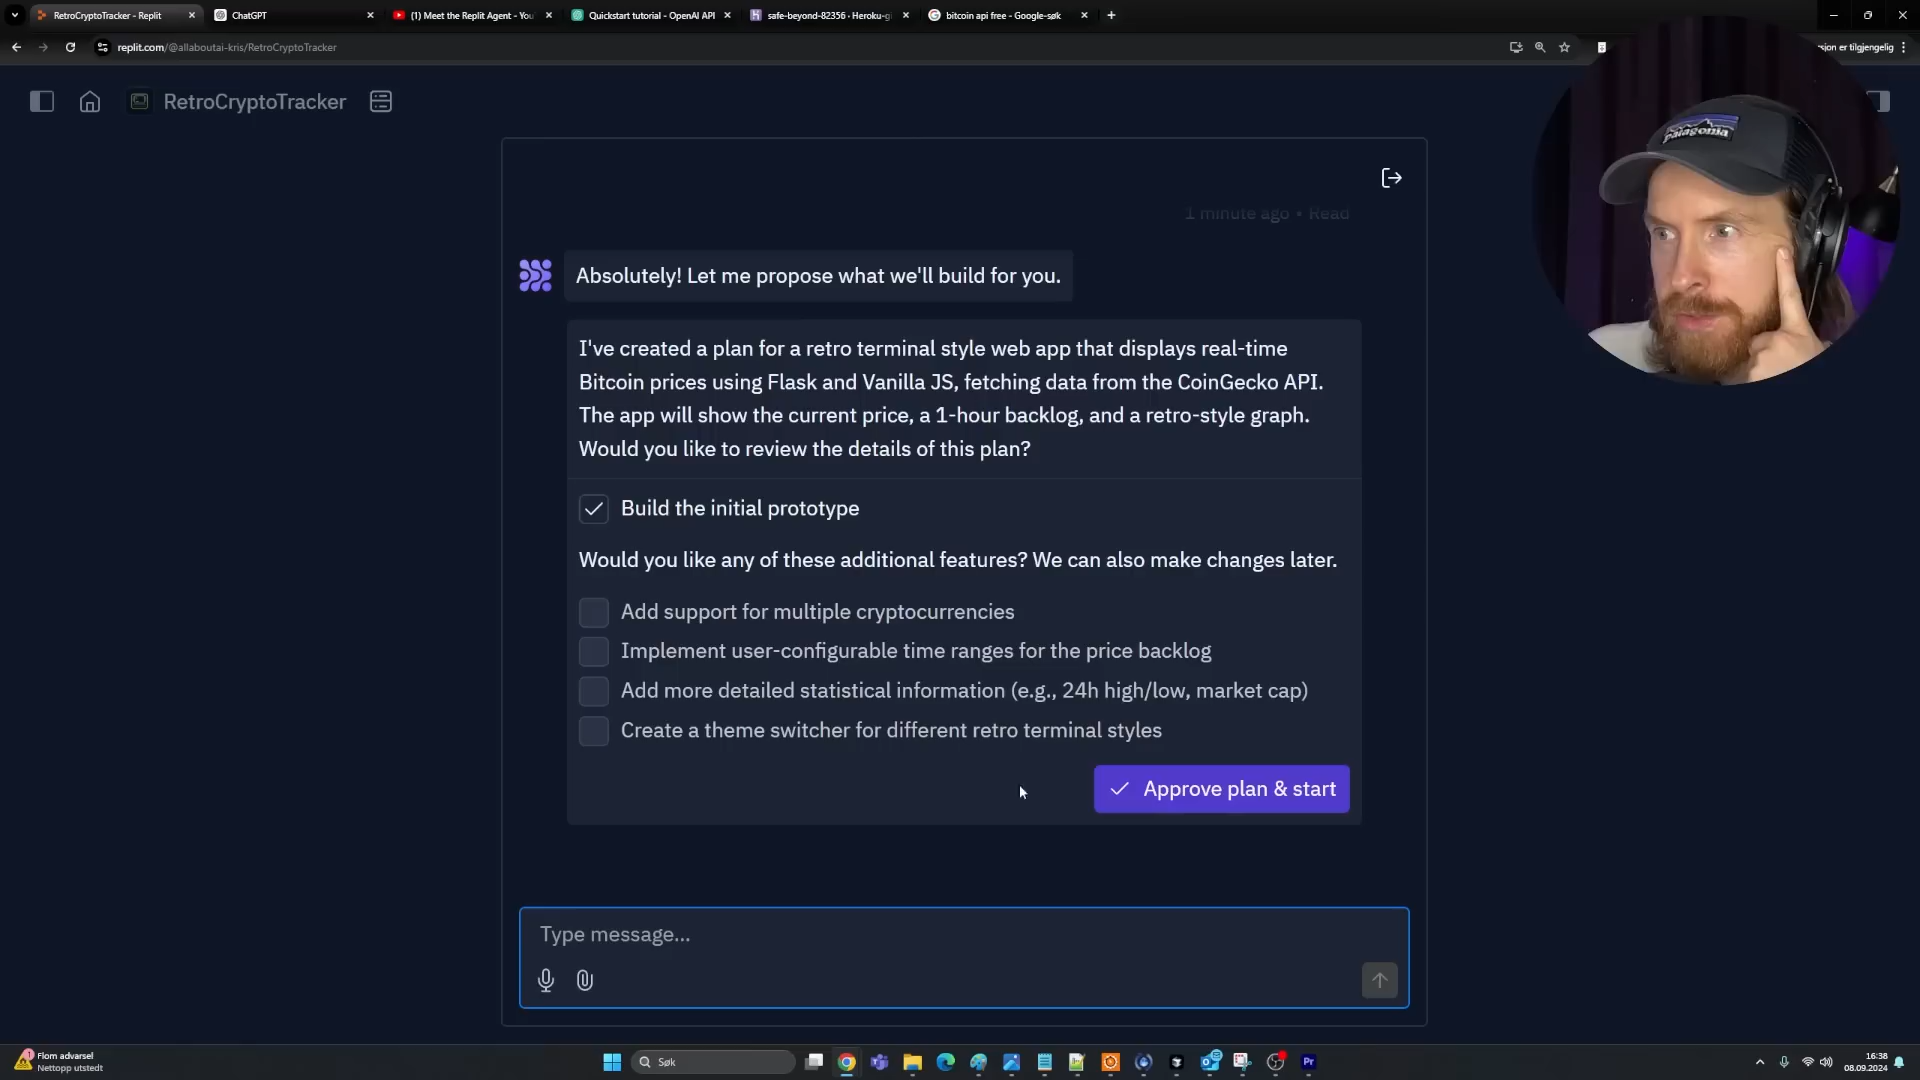 RetroCryptoTracker - Replit
ChatGPT
(1) Meet the Replit Agent - You
Quickstart tutorial - OpenAI API
safe-beyond-82356 · Heroku-gi
bitcoin api free - Google-søk
replit.com/@allaboutai-kris/RetroCryptoTracker
sjon er tilgjengelig
RetroCryptoTracker
patagonia
1 minute ago • Read
Absolutely! Let me propose what we'll build for you.
I've created a plan for a retro terminal style web app that displays real-time
Bitcoin prices using Flask and Vanilla JS, fetching data from the CoinGecko API.
The app will show the current price, a 1-hour backlog, and a retro-style graph.
Would you like to review the details of this plan?
Build the initial prototype
Would you like any of these additional features? We can also make changes later.
Add support for multiple cryptocurrencies
Implement user-configurable time ranges for the price backlog
Add more detailed statistical information (e.g., 24h high/low, market cap)
Create a theme switcher for different retro terminal styles
Approve plan & start
Type message...
Flom advarsel
Nettopp utstedt
Søk
Pr
16:38
08.09.2024